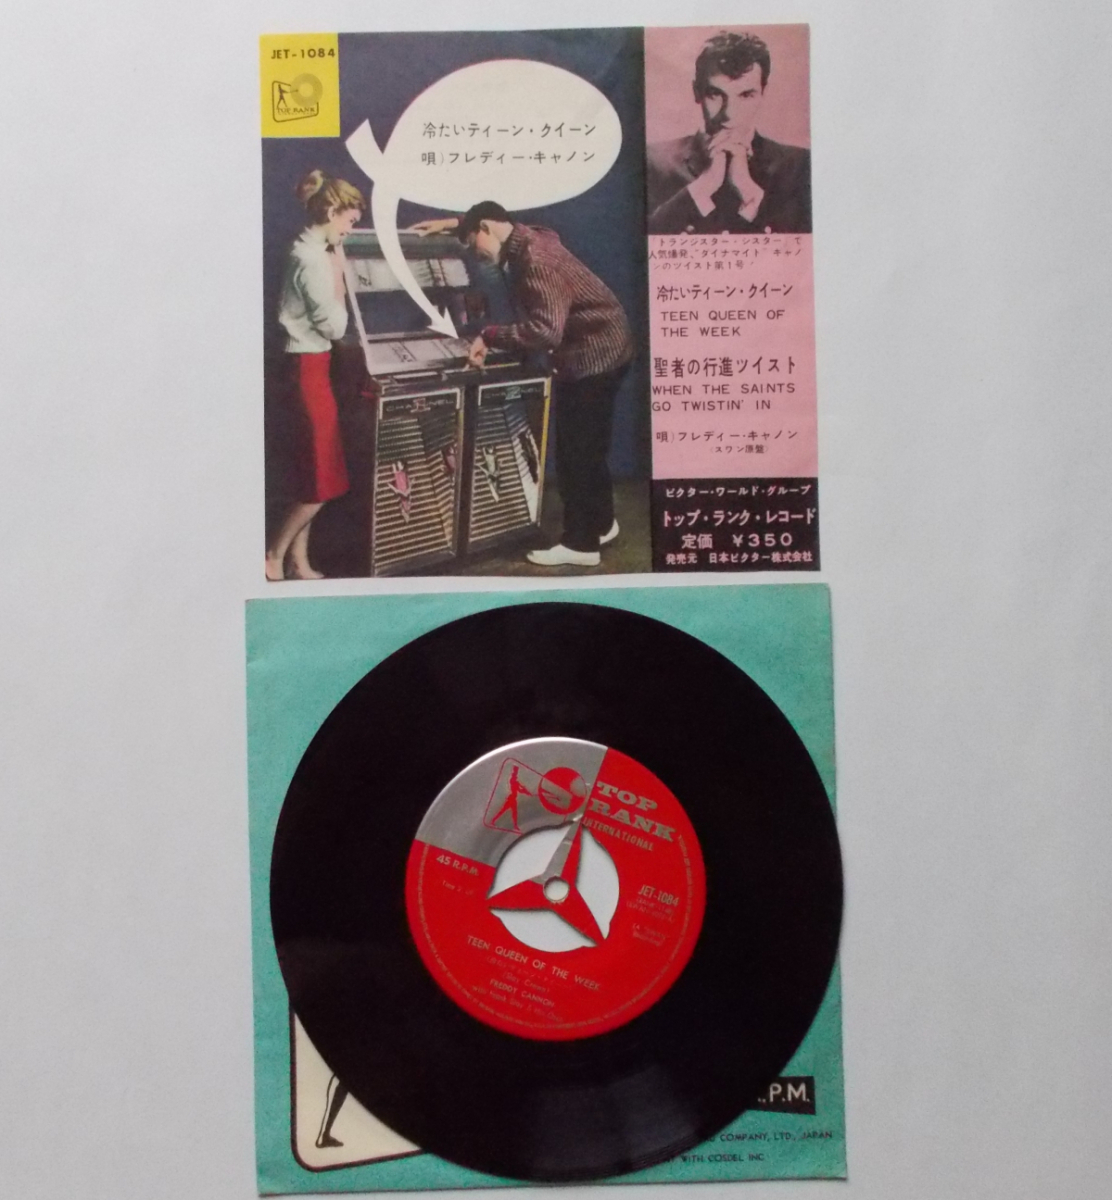 JET-1084
TOP RANK
冷たいティーン・クイーン
唄）フレディー・キャノン
「トランジスター・シスター」で
人気爆発、"ダイナマイト"キャノ
ンのツイスト第1号！
冷たいティーン・クイーン
TEEN QUEEN OF
THE WEEK
聖者の行進ツイスト
WHEN THE SAINTS
GO TWISTIN' IN
唄）フレディー・キャノン
（スワン原盤）
ビクター・ワールド・グループ
トップ・ランク・レコード
定価 ￥350
発売元 日本ビクター株式会社
CHANNEL
TOP
RANK
INTERNATIONAL
45 R.P.M.
JET-1084
TEEN QUEEN OF THE WEEK
FREDDY CANNON
.P.M.
COMPANY, LTD., JAPAN
WITH COSDEL INC.